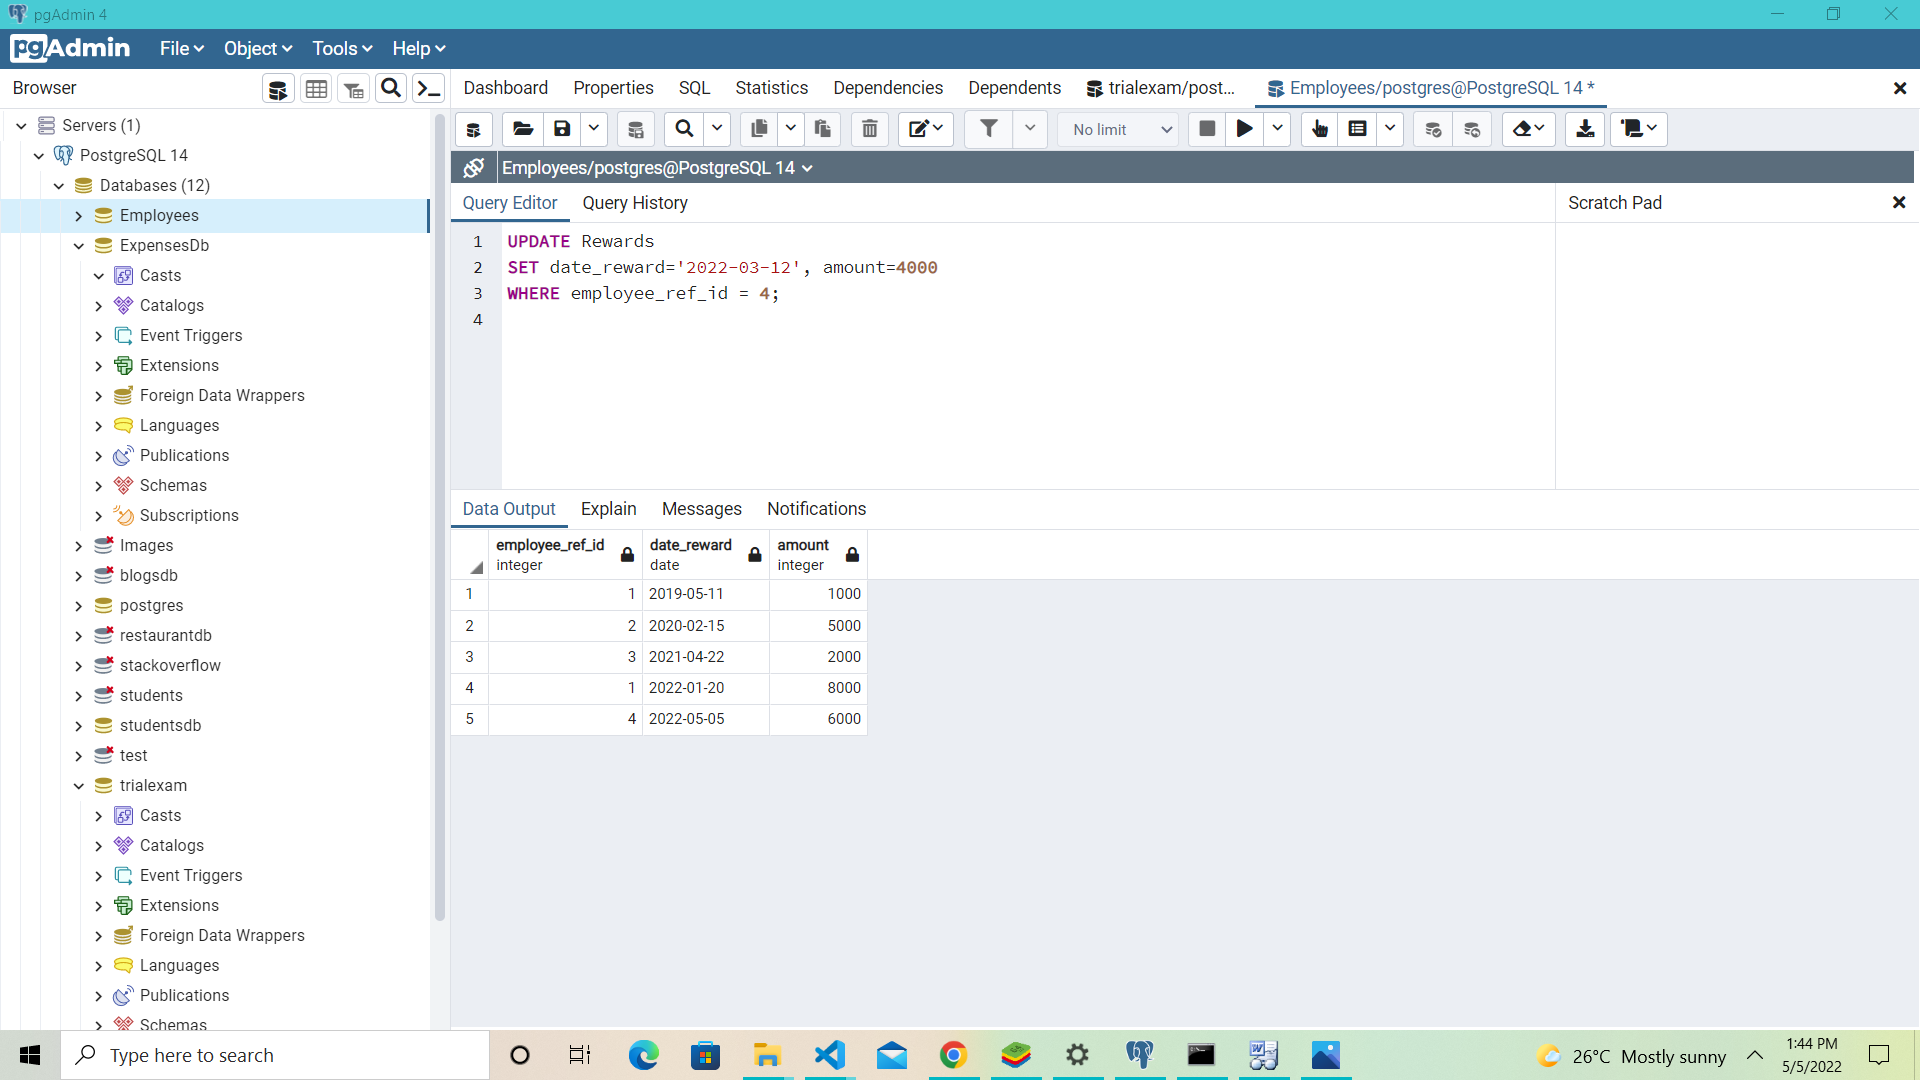 pgAdmin 4
pgAdmin File Object Tools Help
Browser
Dashboard Properties SQL Statistics Dependencies Dependents trialexam/post... Employees/postgres@PostgreSQL 14 *
No limit
Employees/postgres@PostgreSQL 14
Query Editor Query History
Scratch Pad
1 UPDATE Rewards
2 SET date_reward='2022-03-12', amount=4000
3 WHERE employee_ref_id = 4;
4
Servers (1)
PostgreSQL 14
Databases (12)
Employees
ExpensesDb
Casts
Catalogs
Event Triggers
Extensions
Foreign Data Wrappers
Languages
Publications
Schemas
Subscriptions
Images
blogsdb
postgres
restaurantdb
stackoverflow
students
studentsdb
test
trialexam
Casts
Catalogs
Event Triggers
Extensions
Foreign Data Wrappers
Languages
Publications
Schemas
Data Output Explain Messages Notifications
employee_ref_id date_reward amount
integer date integer
1 1 2019-05-11 1000
2 2 2020-02-15 5000
3 3 2021-04-22 2000
4 1 2022-01-20 8000
5 4 2022-05-05 6000
Type here to search
26°C Mostly sunny
1:44 PM
5/5/2022